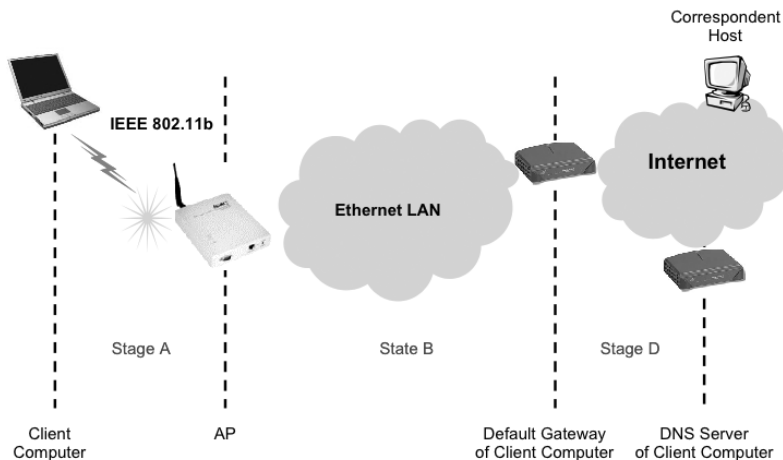 Correspondent
Host
IEEE 802.11b
Internet
Ethernet LAN
Stage A
State B
Stage D
Client
Computer
AP
Default Gateway
of Client Computer
DNS Server
of Client Computer